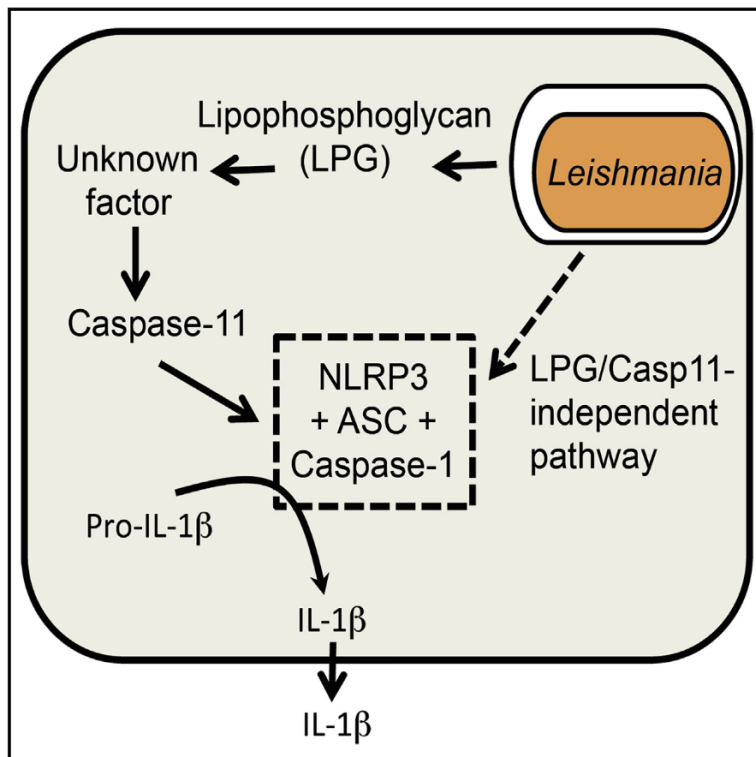 Lipophosphoglycan
(LPG)
Leishmania
Unknown
factor
Caspase-11
NLRP3
+ ASC +
Caspase-1
LPG/Casp11-
independent
pathway
Pro-IL-1β
IL-1β
IL-1β